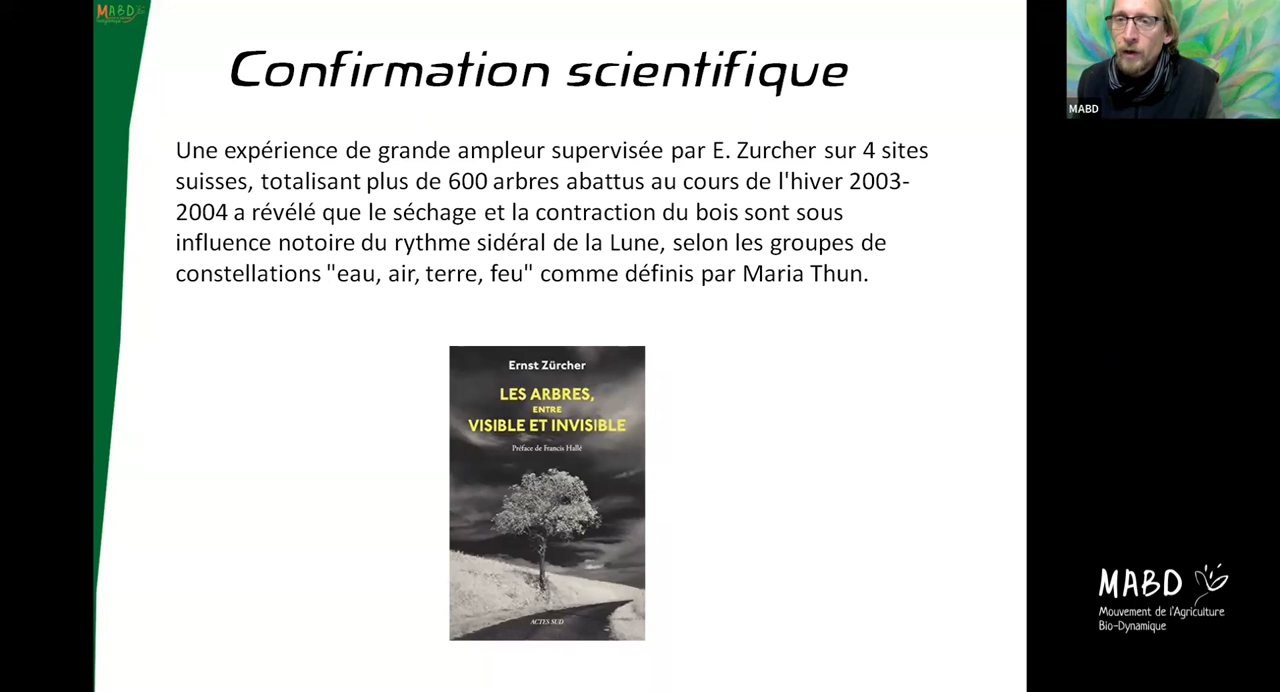 MABD
Confirmation scientifique
Une expérience de grande ampleur supervisée par E. Zurcher sur 4 sites
suisses, totalisant plus de 600 arbres abattus au cours de l'hiver 2003-
2004 a révélé que le séchage et la contraction du bois sont sous
influence notoire du rythme sidéral de la Lune, selon les groupes de
constellations "eau, air, terre, feu" comme définis par Maria Thun.
Ernst Zürcher
LES ARBRES,
ENTRE
VISIBLE ET INVISIBLE
Préface de Francis Hallé
ACTES SUD
MABD
MABD
Mouvement de l'Agriculture
Bio-Dynamique